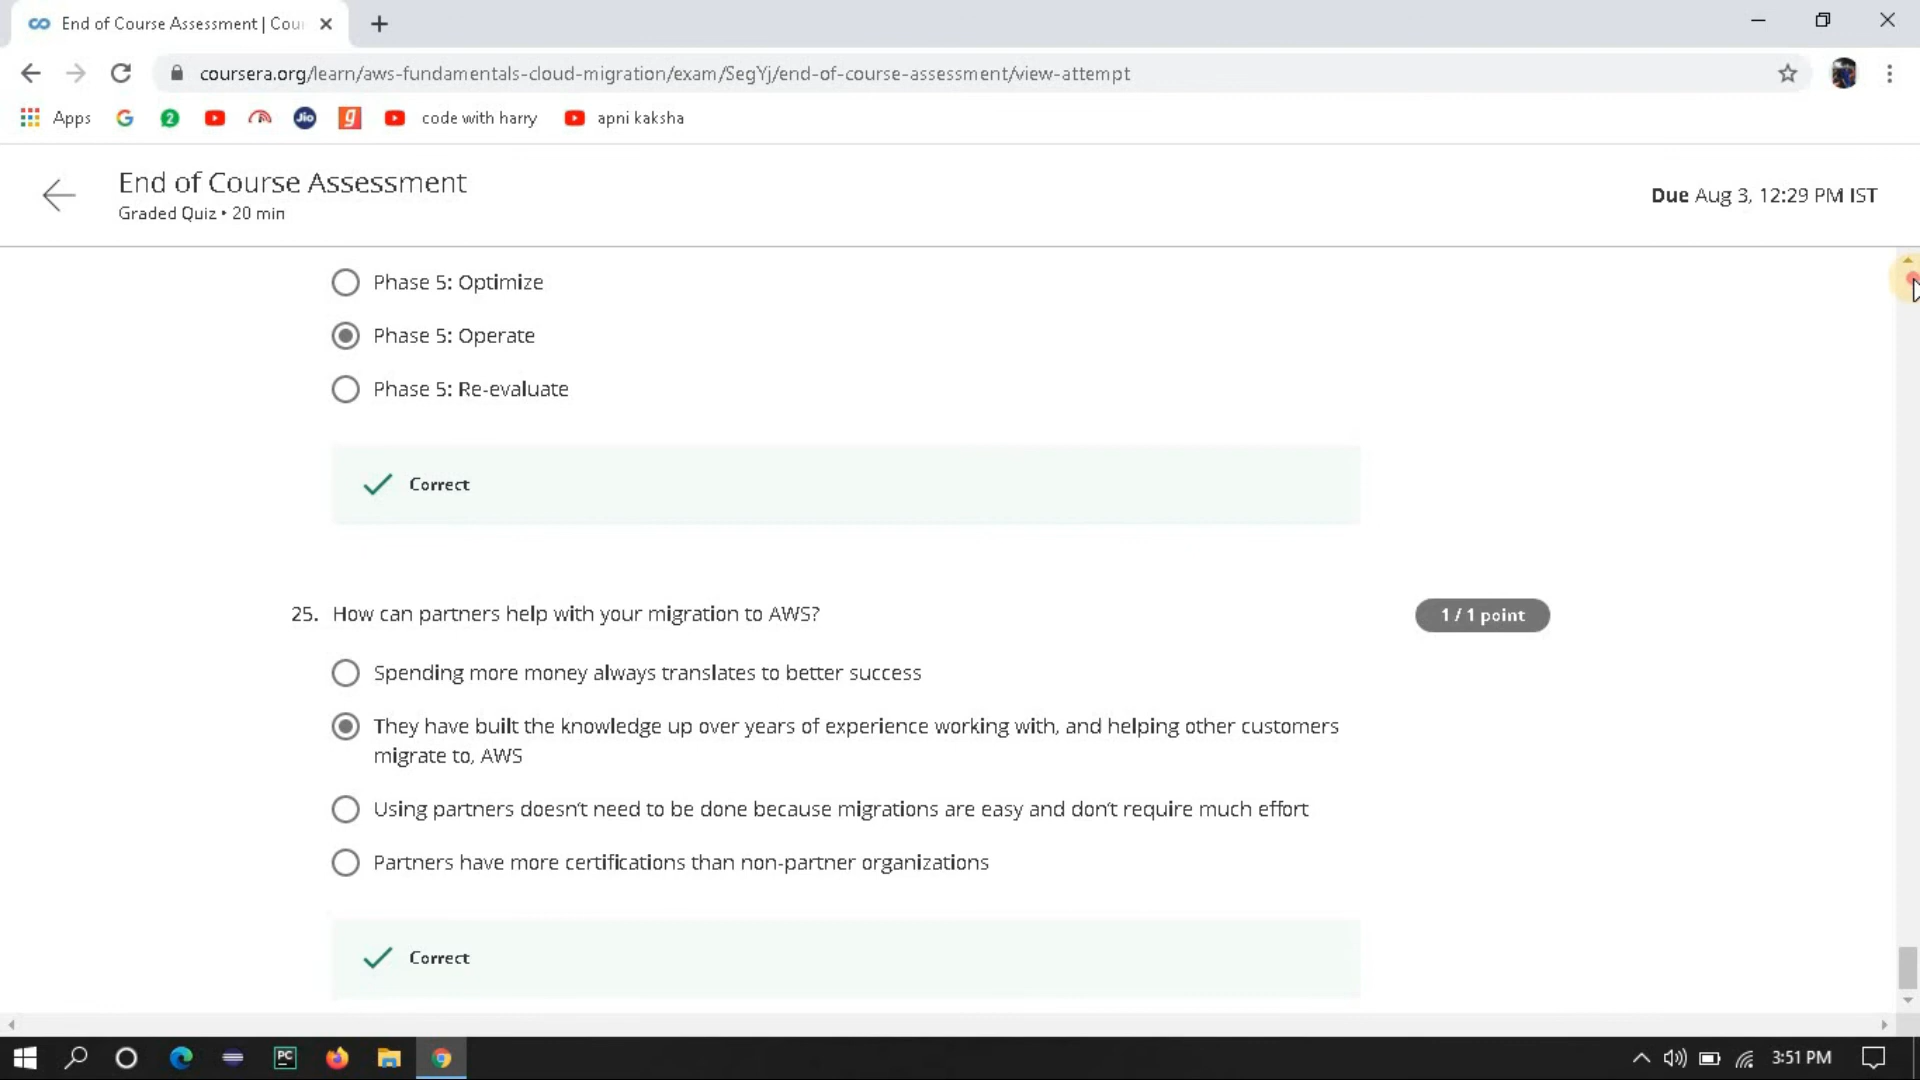 End of Course Assessment | Cou
coursera.org/learn/aws-fundamentals-cloud-migration/exam/SegYj/end-of-course-assessment/view-attempt
Apps
G
2
Jio
g
code with harry
apni kaksha
End of Course Assessment
Graded Quiz • 20 min
Due Aug 3, 12:29 PM IST
Phase 5: Optimize
Phase 5: Operate
Phase 5: Re-evaluate
Correct
25. How can partners help with your migration to AWS?
1 / 1 point
Spending more money always translates to better success
They have built the knowledge up over years of experience working with, and helping other customers
migrate to, AWS
Using partners doesn't need to be done because migrations are easy and don't require much effort
Partners have more certifications than non-partner organizations
Correct
PC
3:51 PM